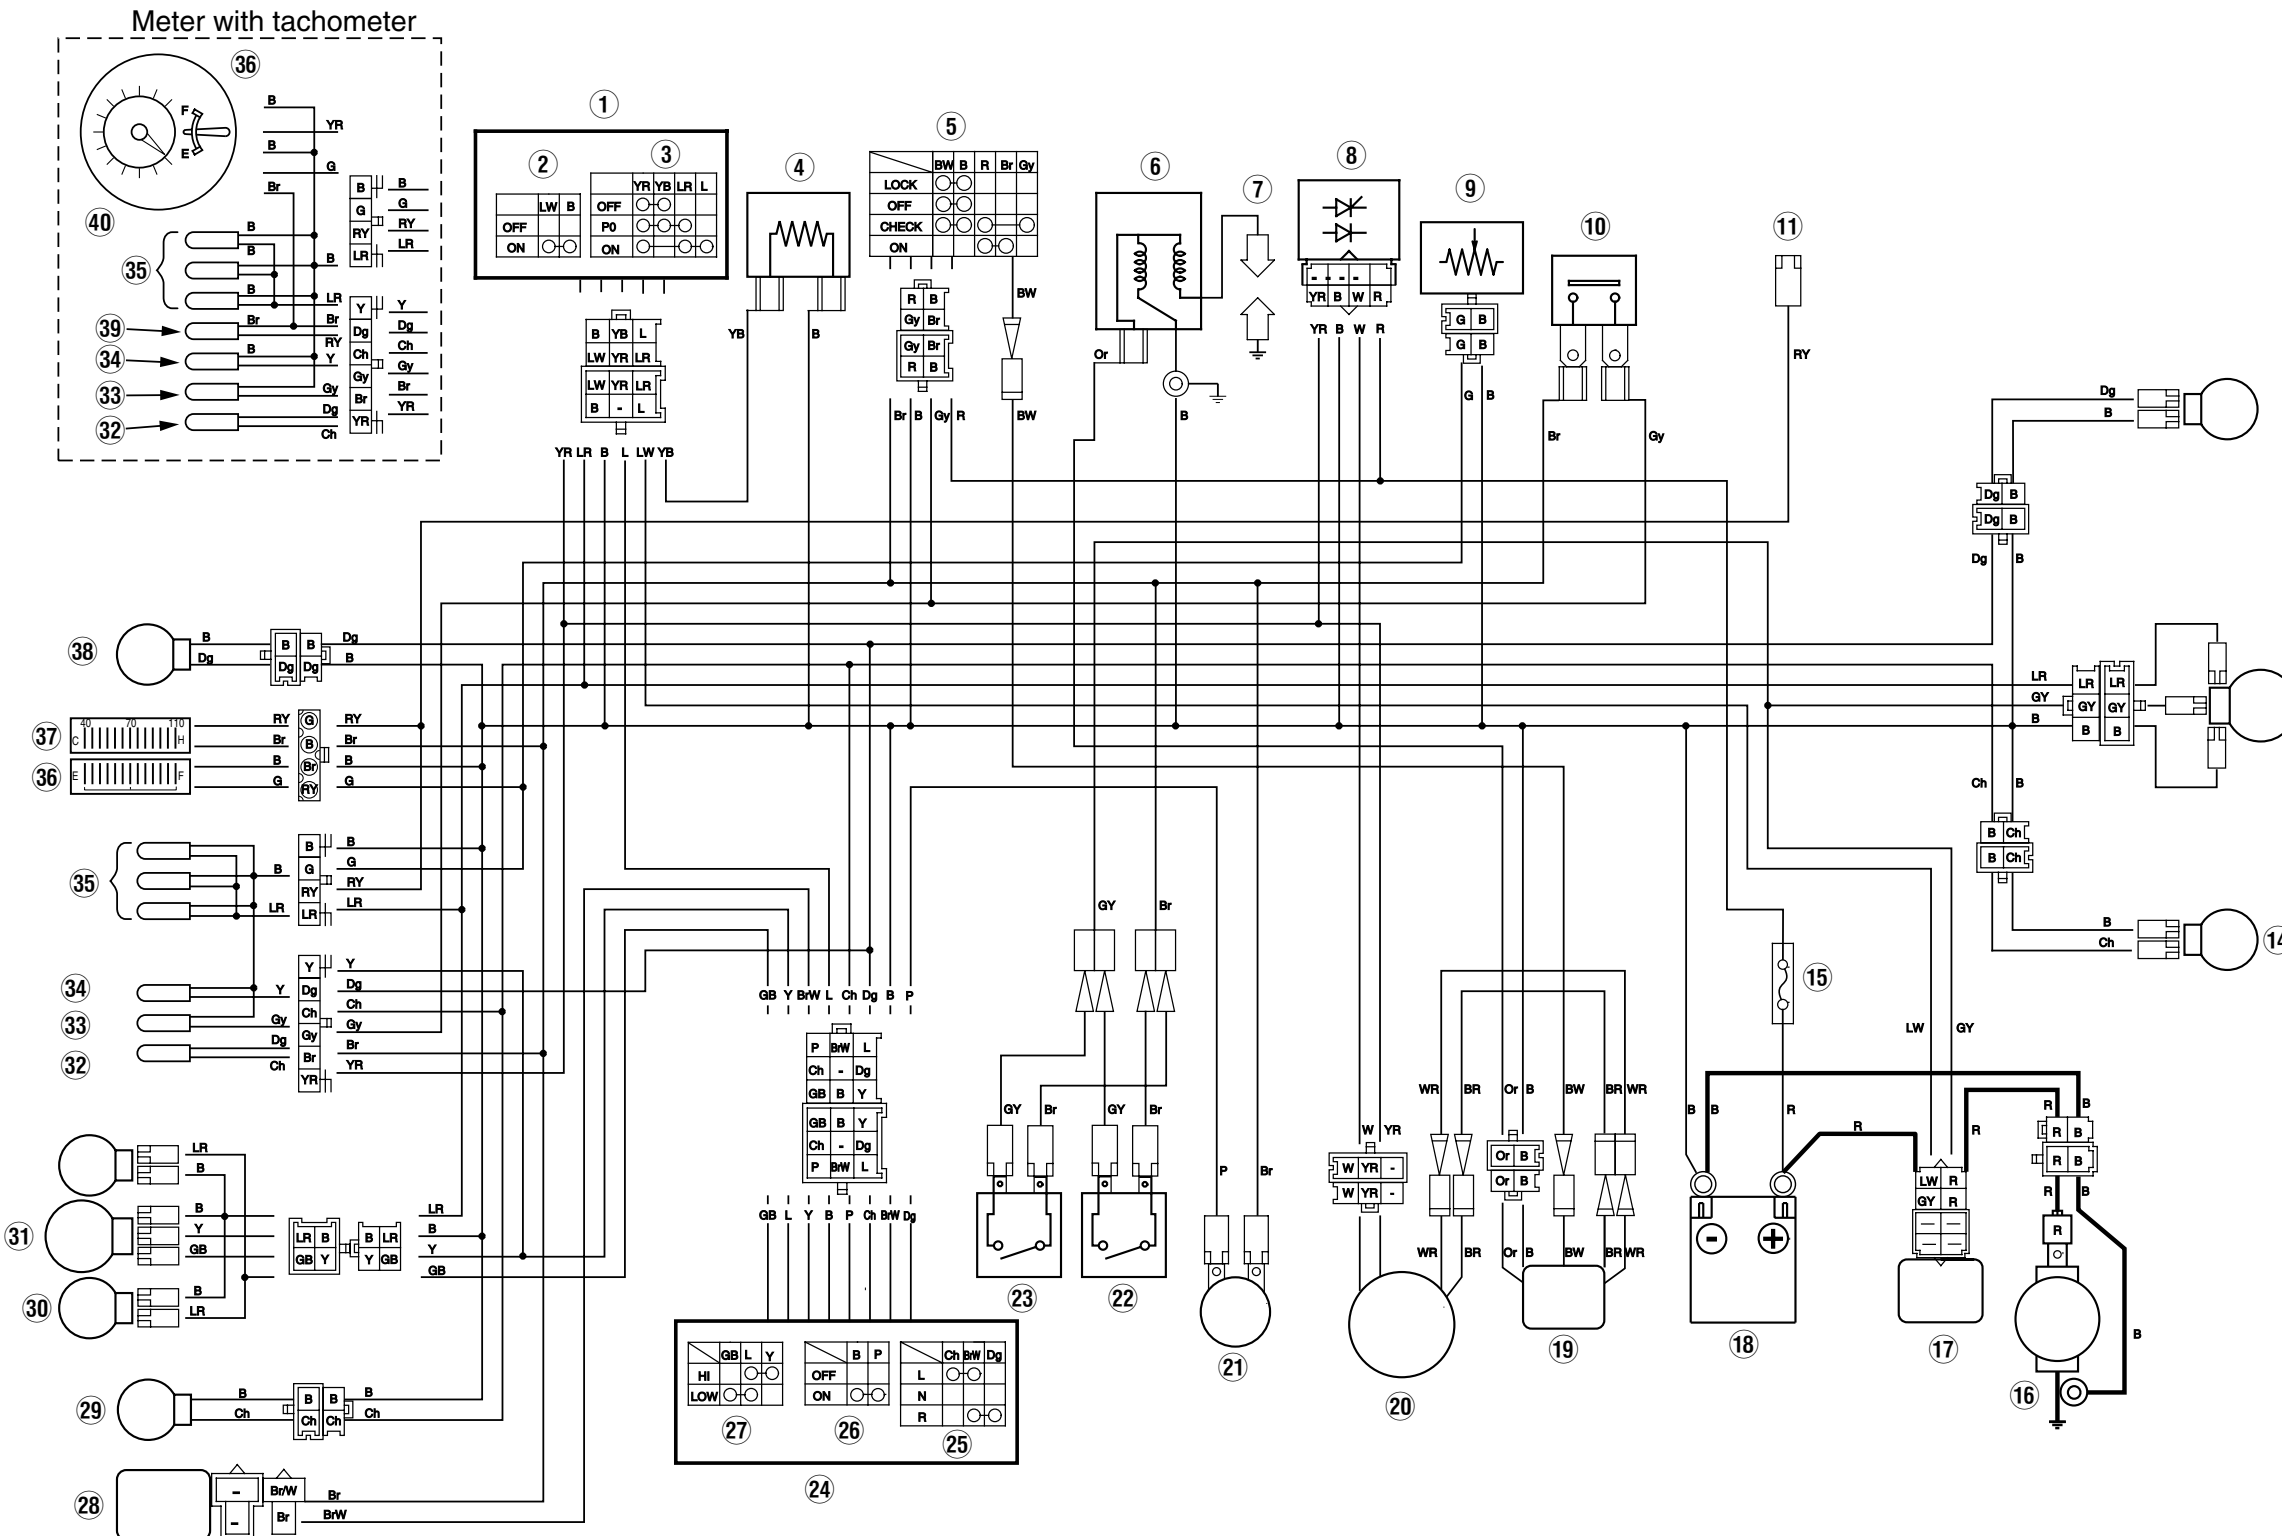 Meter with tachometer
36
F
E
B
YR
B
G
Br
40
35
B
B
B
B
B
LR
39
Br
Br
34
B
RY
Y
33
Gy
32
Dg
Ch
B B
G G
RY RY
LR LR
Y Y
Dg Dg
Ch Ch
Gy Gy
Br Br
YR YR
1
2
LW B
OFF
ON
3
YR YB LR L
OFF
P0
ON
B YB L
LW YR LR
LW YR LR
B - L
YR LR B L LW YB
4
YB B
5
BW B R Br Gy
LOCK
OFF
CHECK
ON
R B
Gy Br
Gy Br
R B
Br B Gy R
BW
BW
6
Or
B
7
8
- - - -
YR B W R
YR B W R
9
G B
G B
G B
10
Br Gy
11
RY
Dg
B
Dg B
Dg B
Dg B
LR LR LR
GY GY GY
B B B
Ch B
B Ch
B Ch
B
Ch
14
38
B B B Dg
Dg Dg Dg B
37
40 70 110
C H
RY G RY
Br B Br
36
E F
B Br B
G RY G
35
B
LR
B B
G G
RY RY
LR LR
34
Y
33
Gy
Dg
32
Ch
Y Y
Dg Dg
Ch Ch
Gy Gy
Br Br
YR YR
31
LR
B
B
Y
GB
30
B
LR
LR B
GB Y
B LR
Y GB
LR
B
Y
GB
29
B B B B
Ch Ch Ch Ch
28
- Br/W Br
- Br BrW
GB Y BrW L Ch Dg B P
P BrW L
Ch - Dg
GB B Y
GB B Y
Ch - Dg
P BrW L
GB L Y B P Ch BrW Dg
GB L Y
HI
LOW
27
B P
OFF
ON
26
Ch BrW Dg
L
N
R
25
24
GY Br
GY Br GY Br
23
22
P Br
21
W YR
W YR -
W YR -
WR BR
WR BR
20
Or B BW BR WR
Or B
Or B
Or B BW BR WR
19
15
B B R
- +
18
R
LW GY
LW R
GY R
R
17
R B
R B
R B
R B
R
B
16